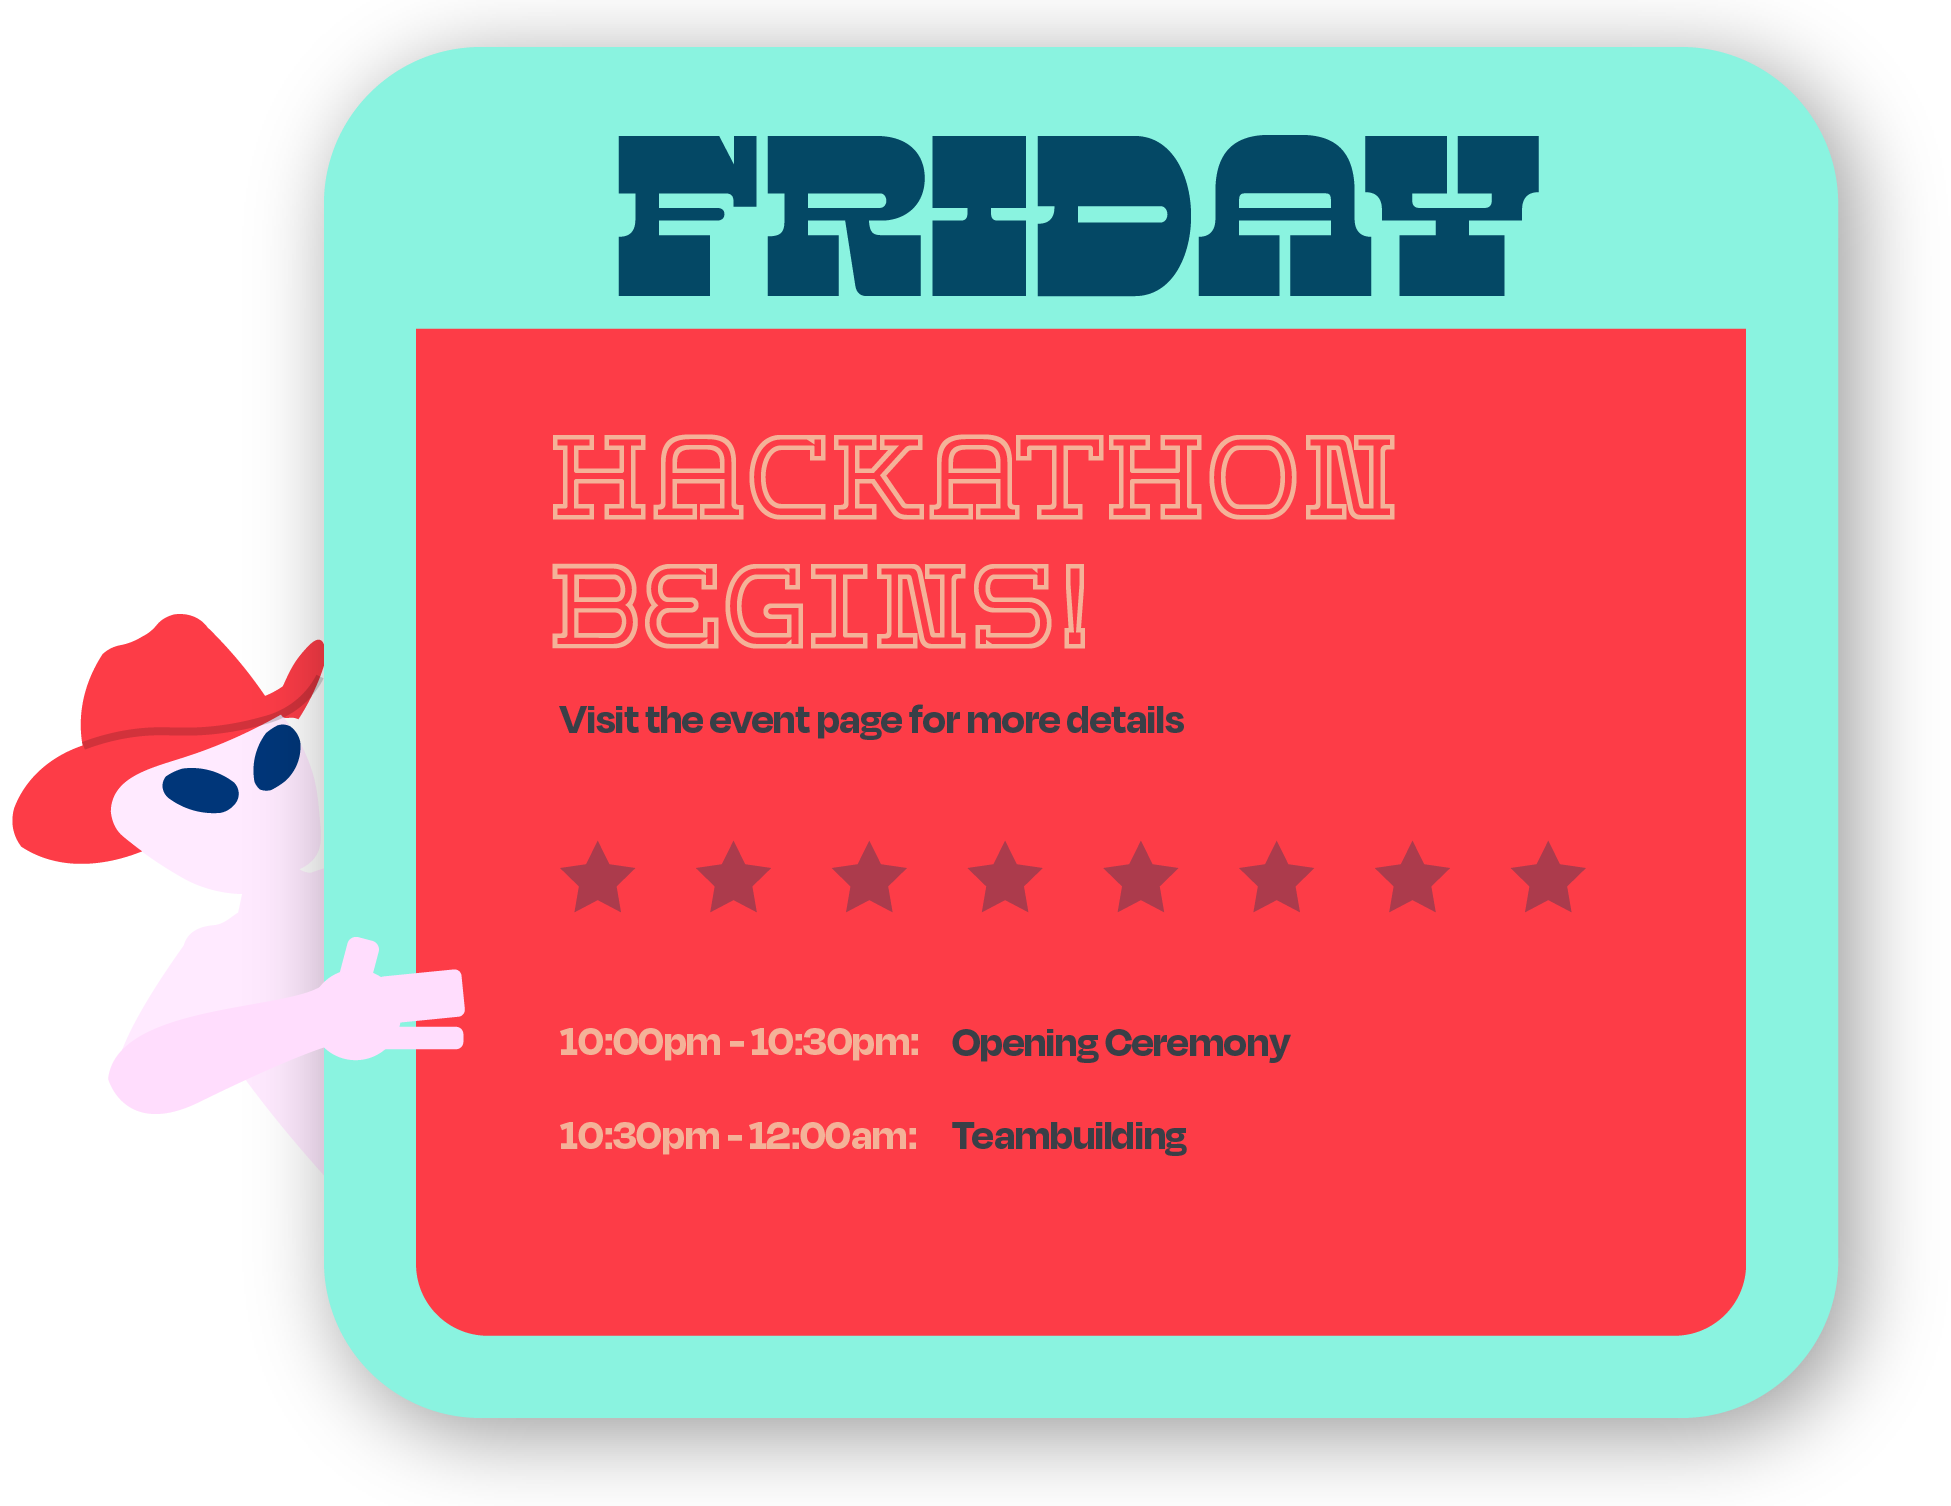 FRIDAY
HACKATHON
BEGINS!
Visit the event page for more details
10:00pm - 10:30pm: Opening Ceremony
10:30pm - 12:00am: Teambuilding